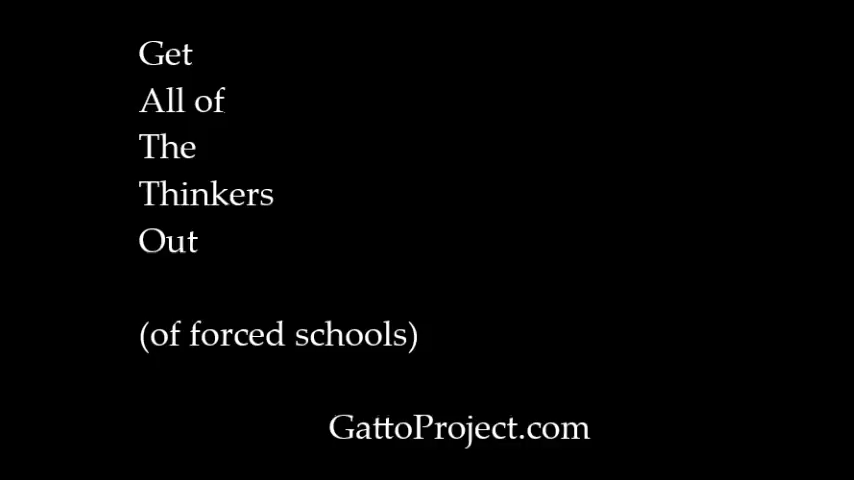 Get
All of
The
Thinkers
Out
(of forced schools)
GattoProject.com